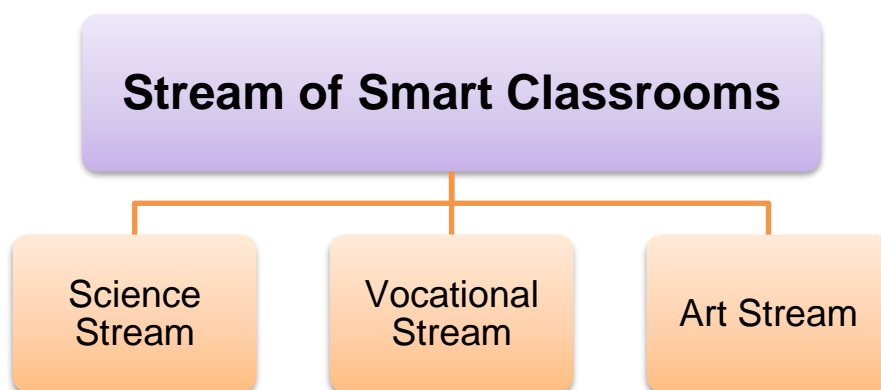 Stream of Smart Classrooms
Science
Stream
Vocational
Stream
Art Stream